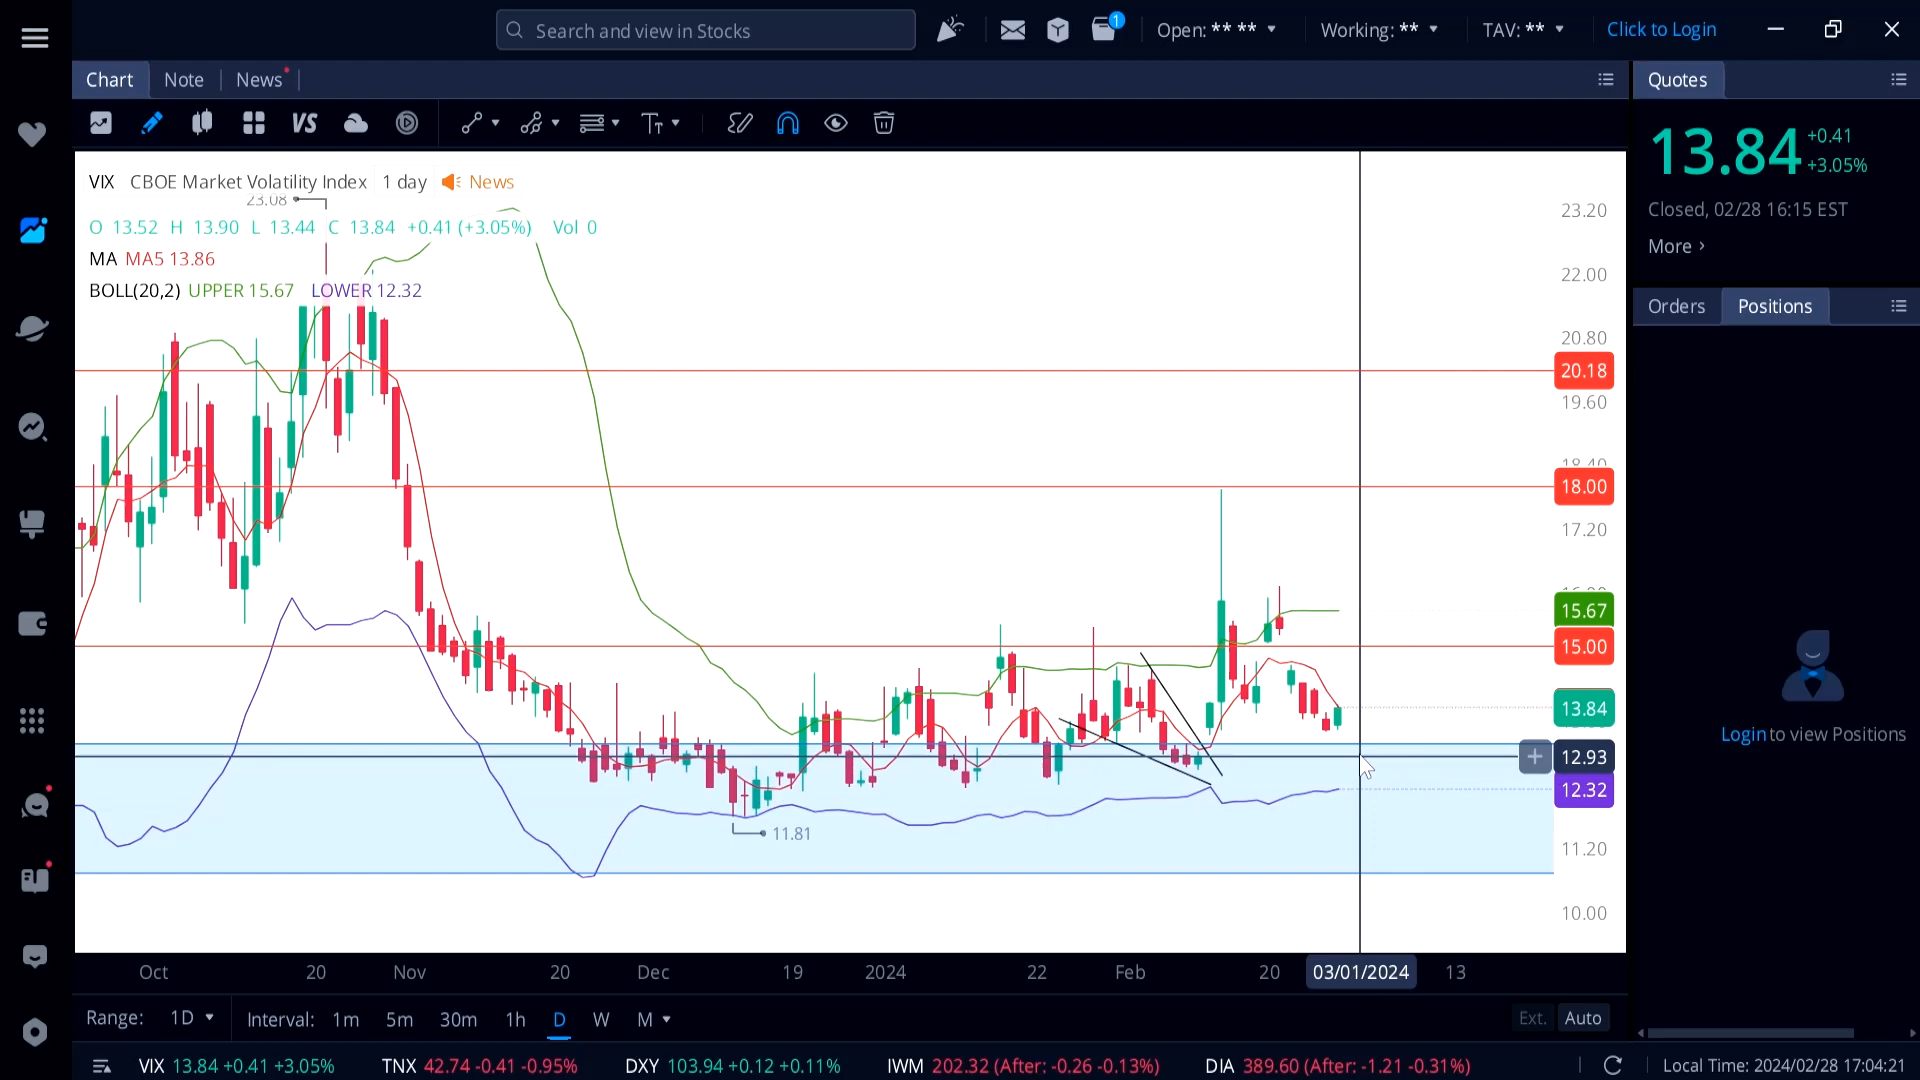 Search and view in Stocks
1
Open: ** **
Working: **
TAV: **
Click to Login
Chart
Note
News
Quotes
VS
13.84
+0.41
+3.05%
Closed, 02/28 16:15 EST
More
Orders
Positions
Login to view Positions
VIX CBOE Market Volatility Index 1 day News
23.08
O 13.52 H 13.90 L 13.44 C 13.84 +0.41 (+3.05%) Vol 0
MA MA5 13.86
BOLL(20,2) UPPER 15.67 LOWER 12.32
23.20
22.00
20.80
20.18
19.60
18.40
18.00
17.20
15.67
15.00
13.84
12.93
12.32
11.81
11.20
10.00
Oct 20 Nov 20 Dec 19 2024 22 Feb 20 03/01/2024 13
Range: 1D Interval: 1m 5m 30m 1h D W M Ext. Auto
VIX 13.84 +0.41 +3.05% TNX 42.74 -0.41 -0.95% DXY 103.94 +0.12 +0.11% IWM 202.32 (After: -0.26 -0.13%) DIA 389.60 (After: -1.21 -0.31%) Local Time: 2024/02/28 17:04:21